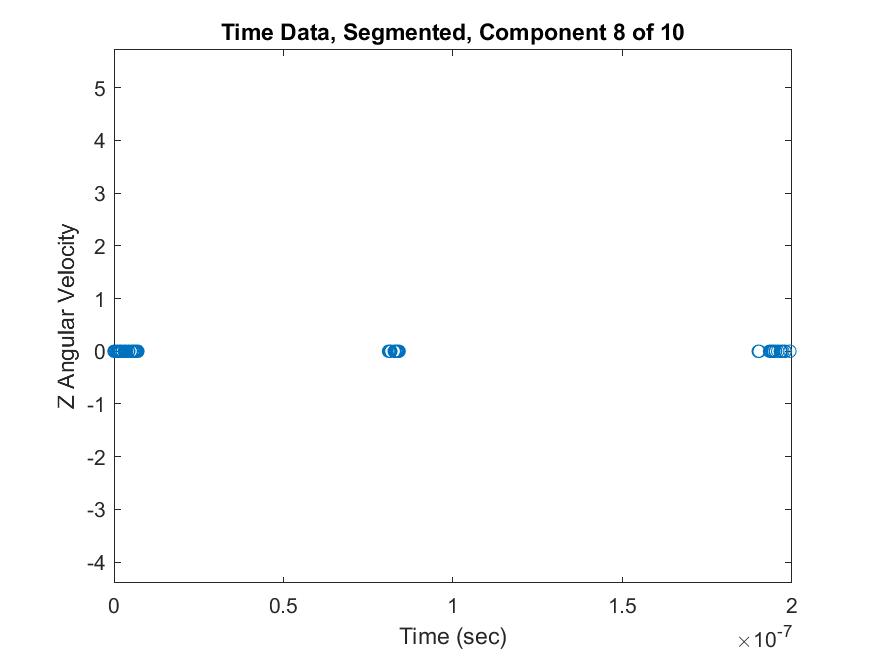 Time Data, Segmented, Component 8 of 10
Z Angular Velocity
5
4
3
2
1
0
-1
-2
-3
-4
0 0.5 1 1.5 2
Time (sec)
×10-7